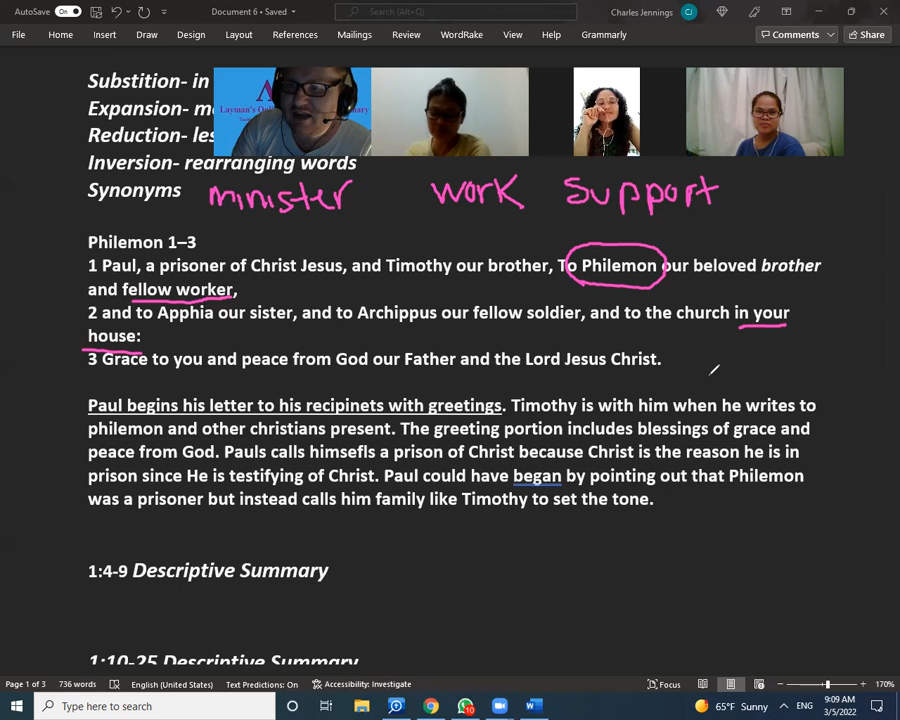 AutoSave On Document 6 • Saved Search (Alt+Q) Charles Jennings CJ
File Home Insert Draw Design Layout References Mailings Review WordRake View Help Grammarly Comments Share
Substition- in
Expansion- m
Layman's
Reduction- les
Inversion- rearranging words
Synonyms
minister work support
Philemon 1–3
1 Paul, a prisoner of Christ Jesus, and Timothy our brother, To Philemon our beloved brother
and fellow worker,
2 and to Apphia our sister, and to Archippus our fellow soldier, and to the church in your
house:
3 Grace to you and peace from God our Father and the Lord Jesus Christ.
Paul begins his letter to his recipinets with greetings. Timothy is with him when he writes to
philemon and other christians present. The greeting portion includes blessings of grace and
peace from God. Pauls calls himsefls a prison of Christ because Christ is the reason he is in
prison since He is testifying of Christ. Paul could have began by pointing out that Philemon
was a prisoner but instead calls him family like Timothy to set the tone.
1:4-9 Descriptive Summary
1:10-25 Descriptive Summary
Page 1 of 3 736 words English (United States) Text Predictions: On Accessibility: Investigate Focus 170%
Type here to search 10 65°F Sunny ENG 9:09 AM
3/5/2022